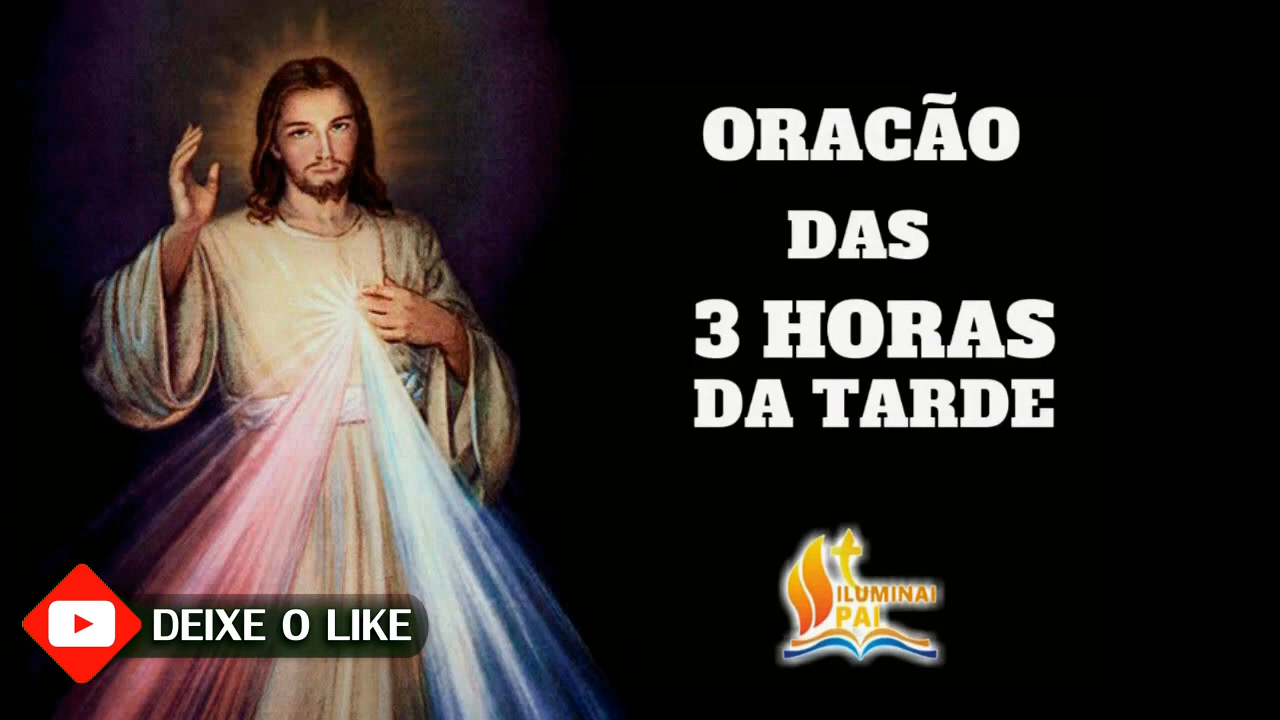 ORACÃO
DAS
3 HORAS
DA TARDE
ILUMINAI
PAI
DEIXE O LIKE